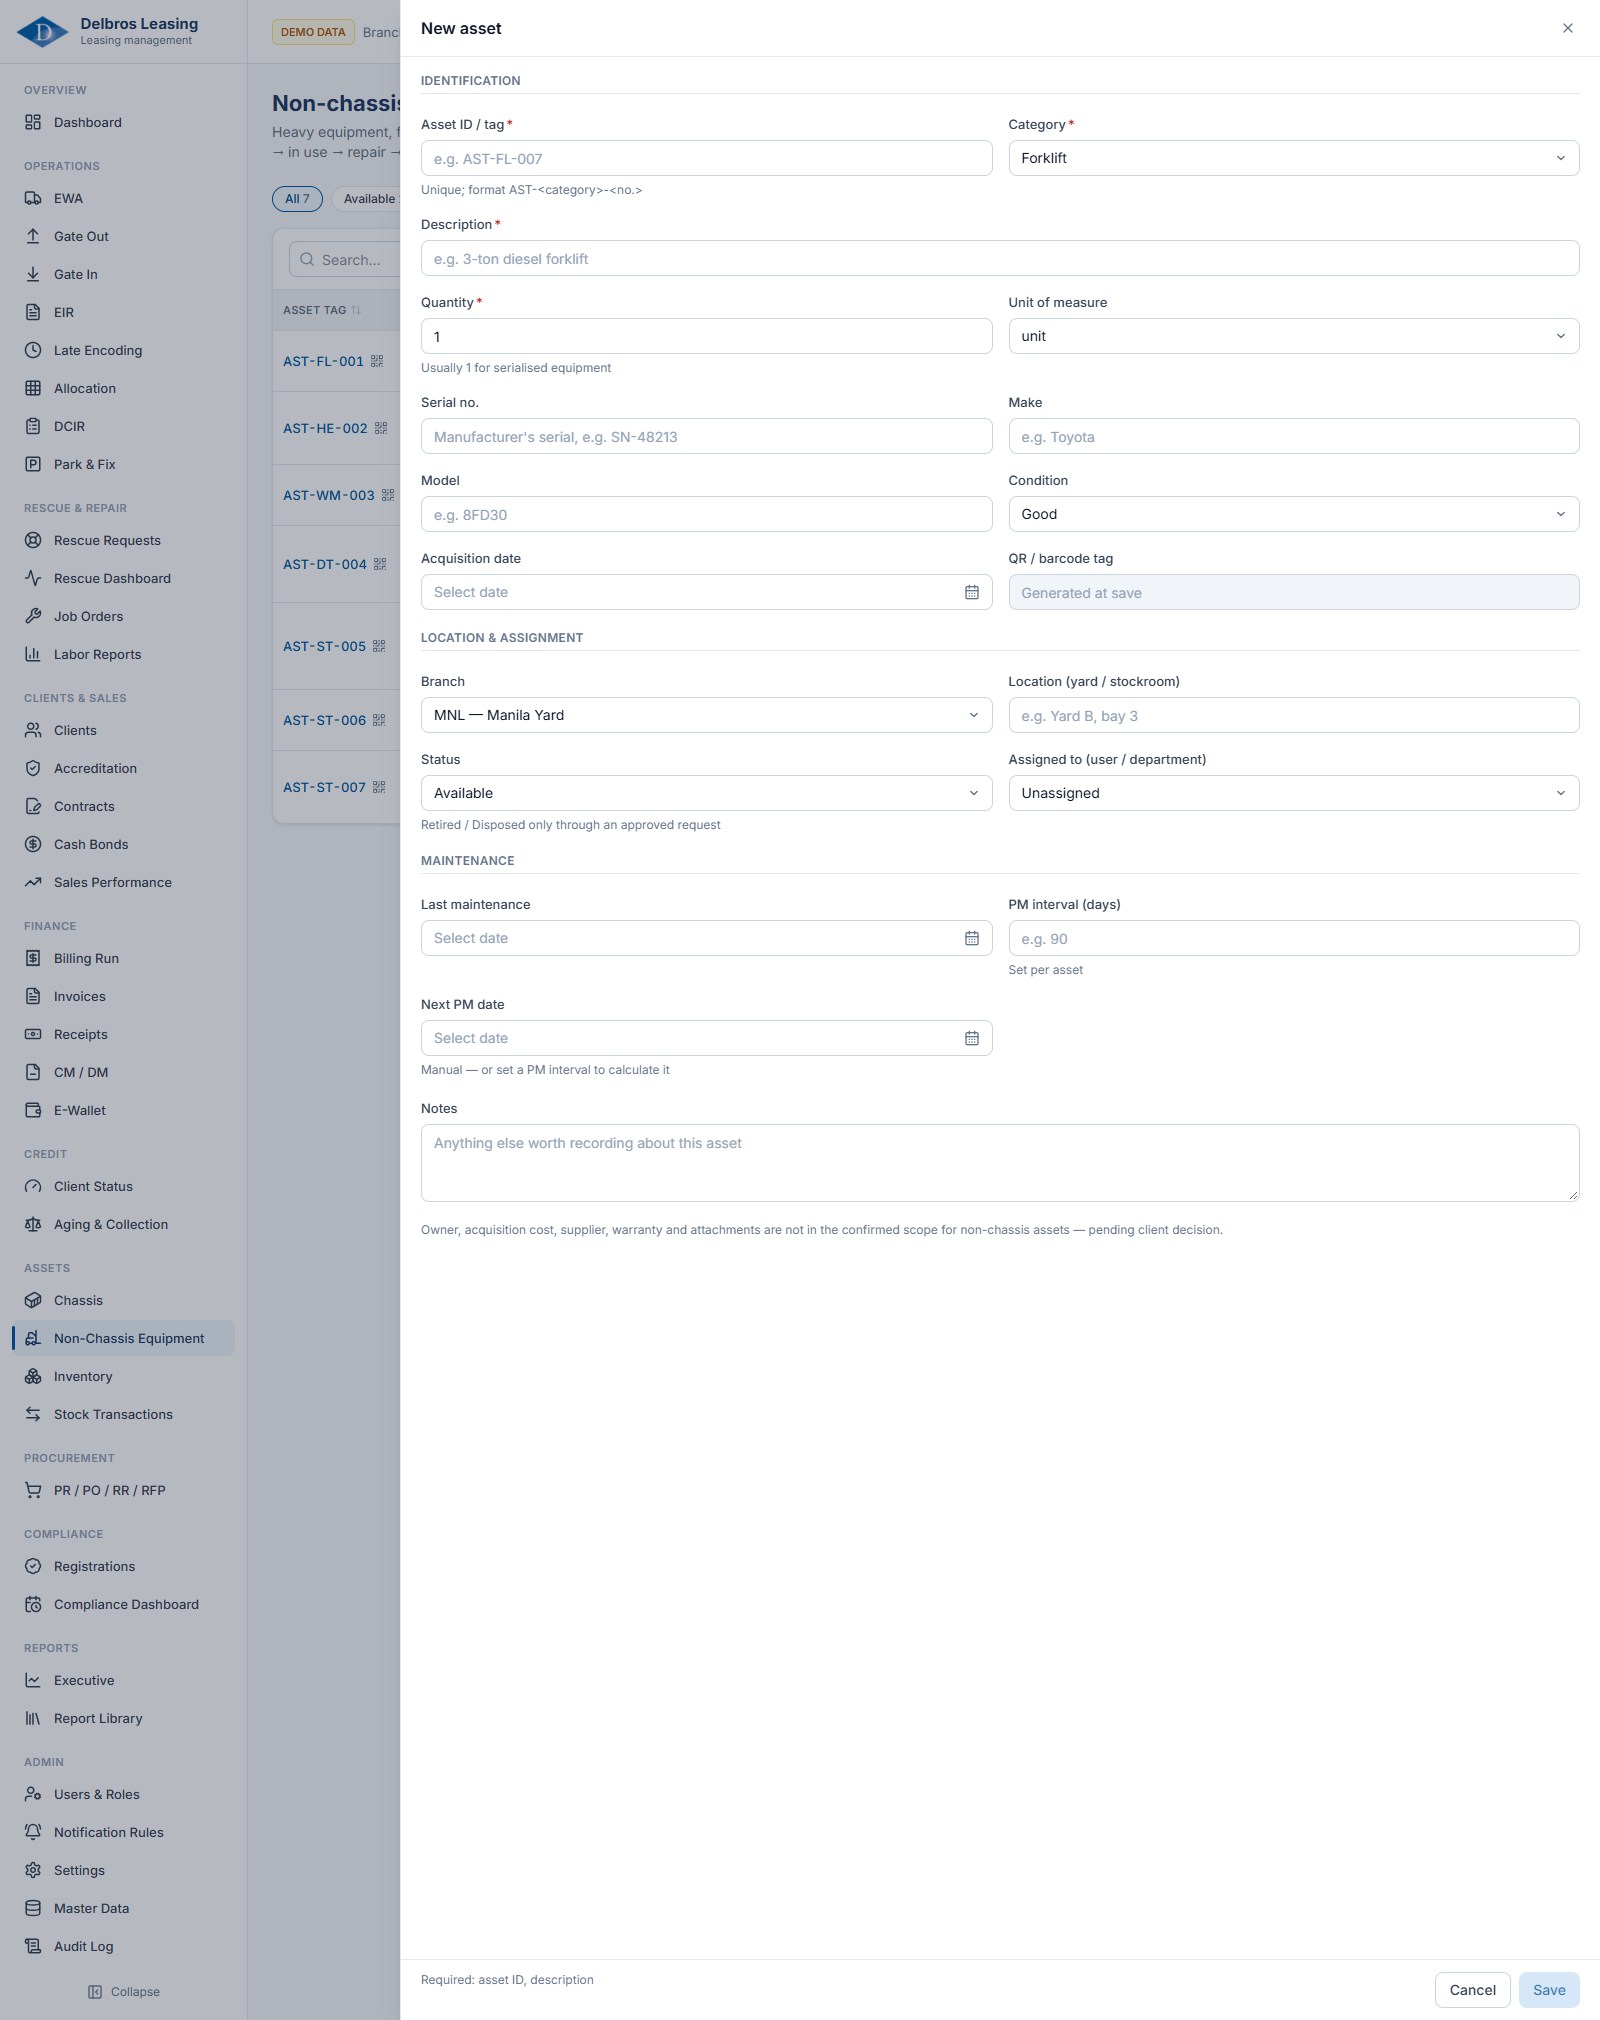 Delbros Leasing
Leasing management
OVERVIEW
Dashboard
OPERATIONS
EWA
Gate Out
Gate In
EIR
Late Encoding
Allocation
DCIR
Park & Fix
RESCUE & REPAIR
Rescue Requests
Rescue Dashboard
Job Orders
Labor Reports
CLIENTS & SALES
Clients
Accreditation
Contracts
Cash Bonds
Sales Performance
FINANCE
Billing Run
Invoices
Receipts
CM / DM
E-Wallet
CREDIT
Client Status
Aging & Collection
ASSETS
Chassis
Non-Chassis Equipment
Inventory
Stock Transactions
PROCUREMENT
PR / PO / RR / RFP
COMPLIANCE
Registrations
Compliance Dashboard
REPORTS
Executive
Report Library
ADMIN
Users & Roles
Notification Rules
Settings
Master Data
Audit Log
Collapse
DEMO DATA
Non-chassis
Heavy equipment,
→ in use → repair →
All 7
Available
Search...
ASSET TAG
AST-FL-001
AST-HE-002
AST-WM-003
AST-DT-004
AST-ST-005
AST-ST-006
AST-ST-007
New asset
IDENTIFICATION
Asset ID / tag *
Category *
e.g. AST-FL-007
Forklift
Unique; format AST-<category>-<no.>
Description *
e.g. 3-ton diesel forklift
Quantity *
Unit of measure
1
unit
Usually 1 for serialised equipment
Serial no.
Make
Manufacturer's serial, e.g. SN-48213
e.g. Toyota
Model
Condition
e.g. 8FD30
Good
Acquisition date
QR / barcode tag
Select date
Generated at save
LOCATION & ASSIGNMENT
Branch
Location (yard / stockroom)
MNL — Manila Yard
e.g. Yard B, bay 3
Status
Assigned to (user / department)
Available
Unassigned
Retired / Disposed only through an approved request
MAINTENANCE
Last maintenance
PM interval (days)
Select date
e.g. 90
Set per asset
Next PM date
Select date
Manual — or set a PM interval to calculate it
Notes
Anything else worth recording about this asset
Owner, acquisition cost, supplier, warranty and attachments are not in the confirmed scope for non-chassis assets — pending client decision.
Required: asset ID, description
Cancel
Save